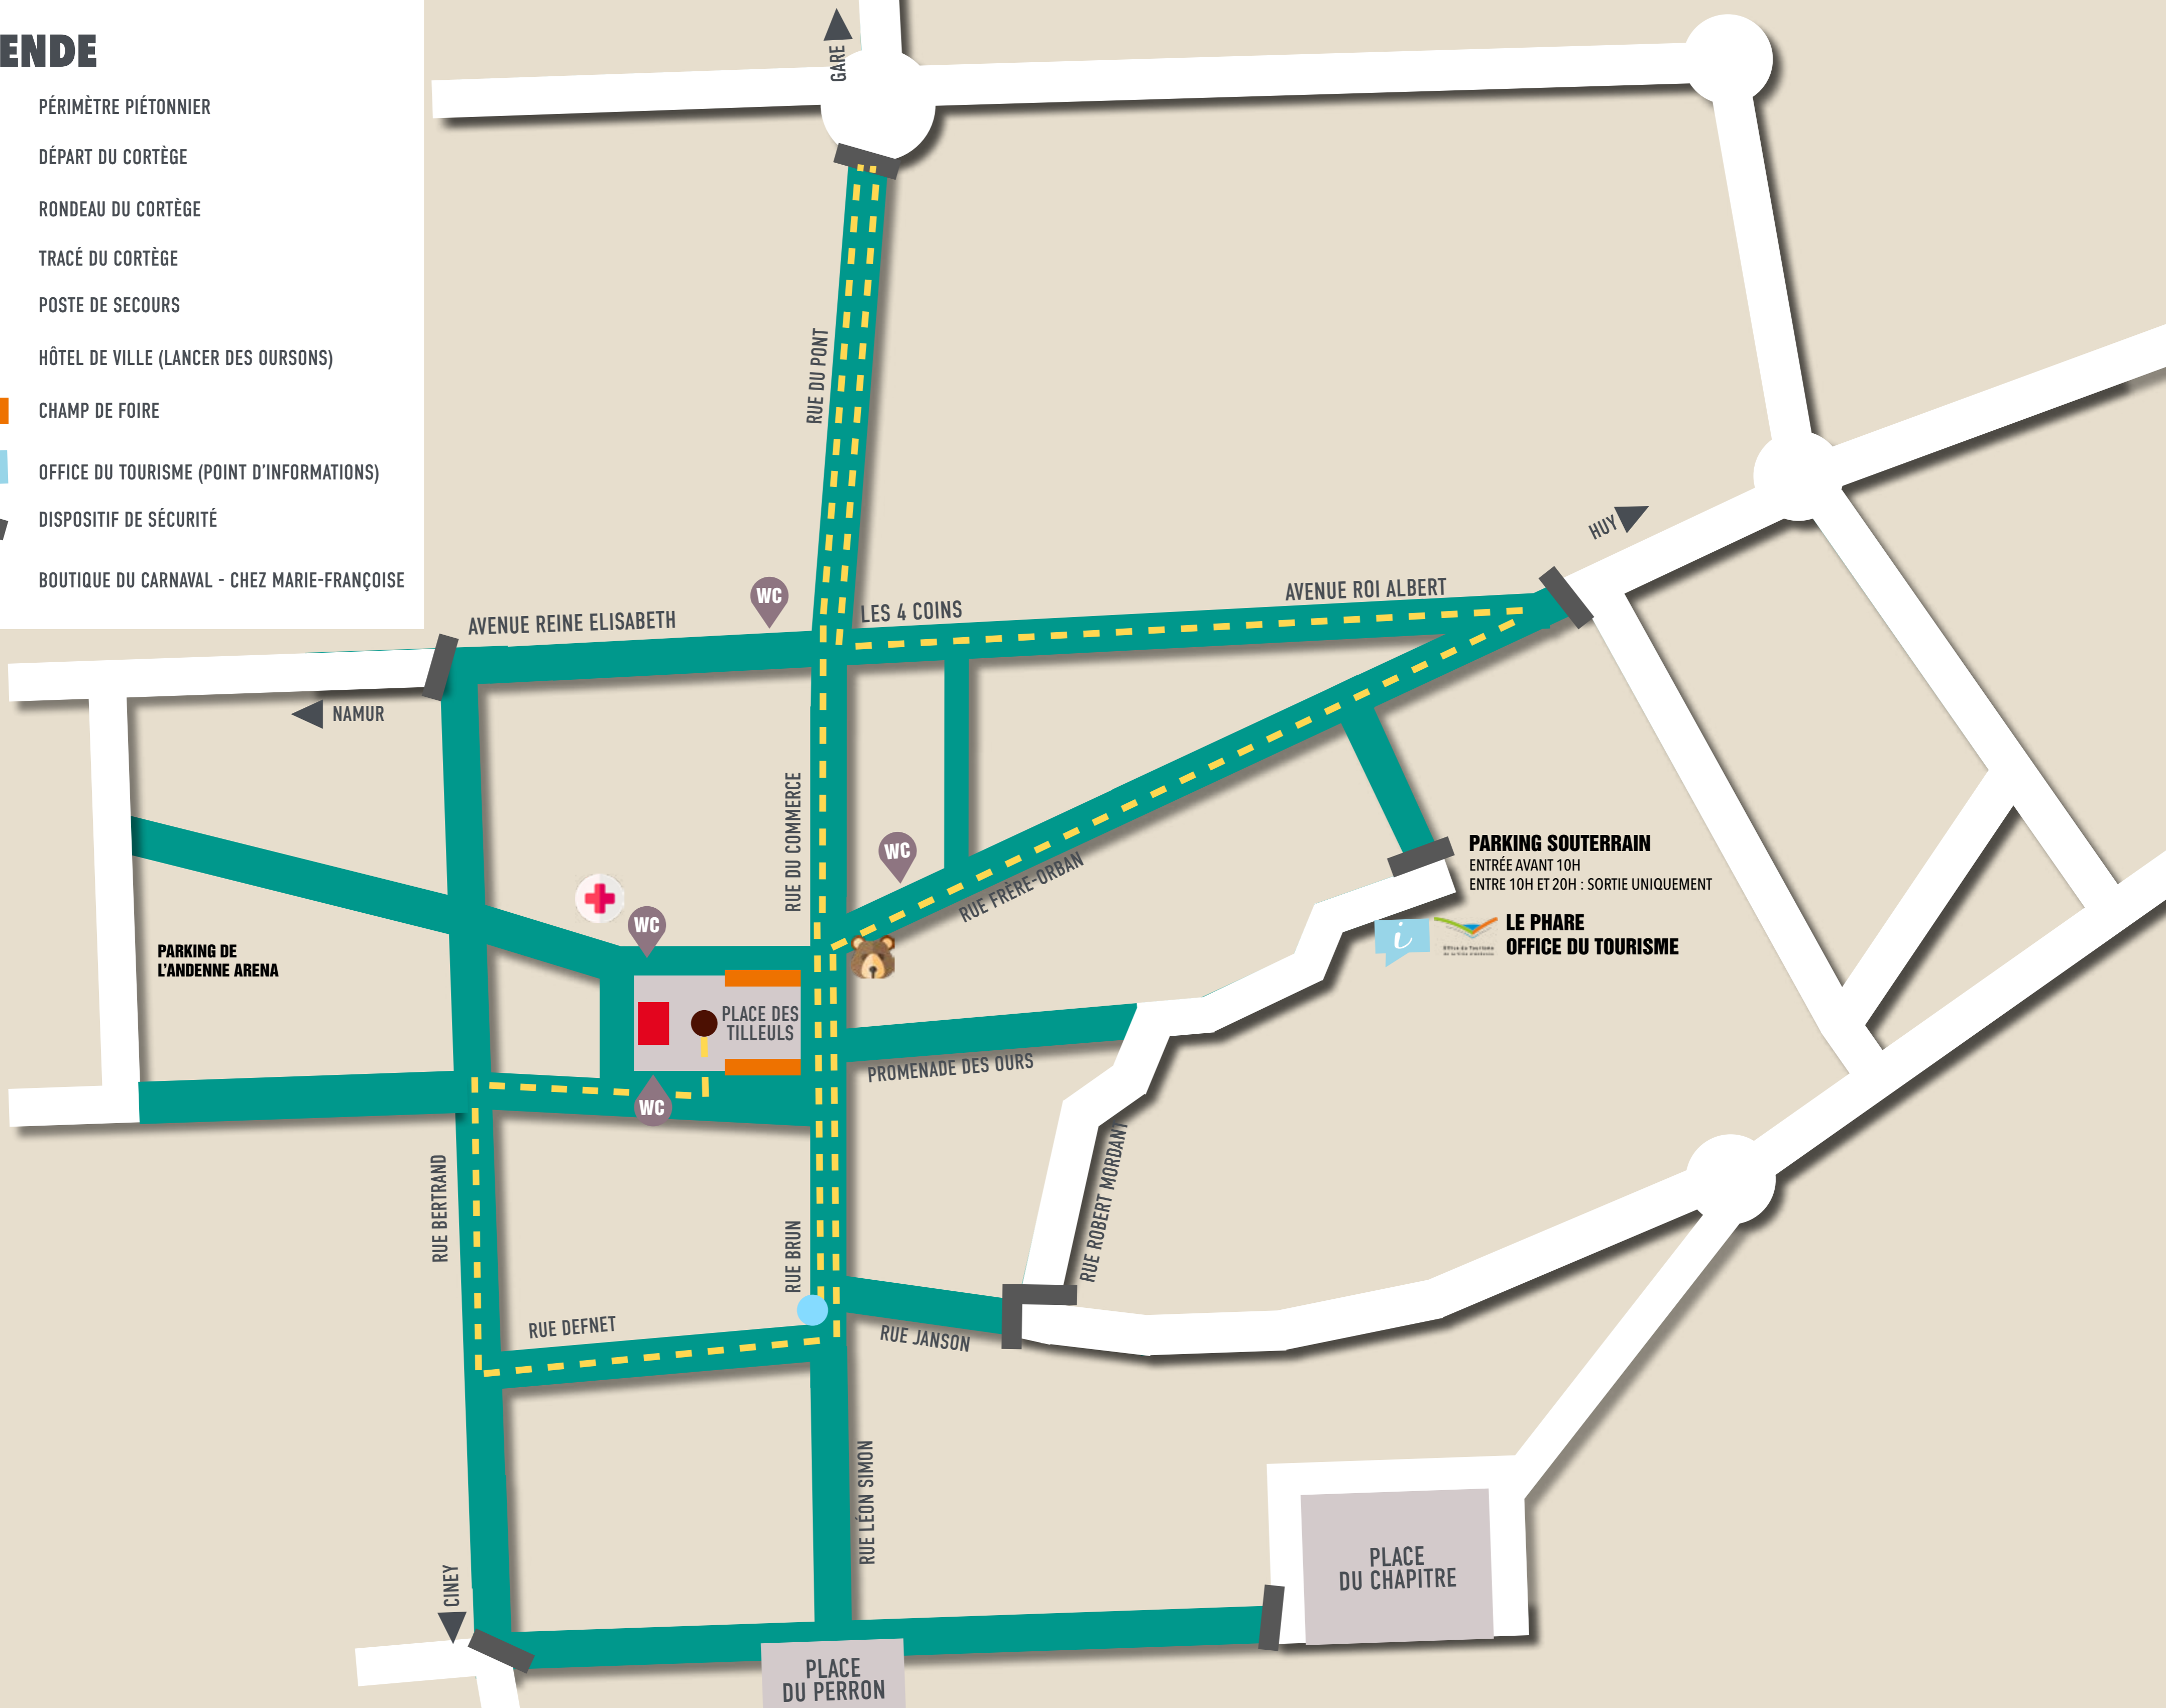 ENDE
PÉRIMÈTRE PIÉTONNIER
DÉPART DU CORTÈGE
RONDEAU DU CORTÈGE
TRACÉ DU CORTÈGE
POSTE DE SECOURS
HÔTEL DE VILLE (LANCER DES OURSONS)
CHAMP DE FOIRE
OFFICE DU TOURISME (POINT D'INFORMATIONS)
DISPOSITIF DE SÉCURITÉ
BOUTIQUE DU CARNAVAL - CHEZ MARIE-FRANÇOISE
GARE
RUE DU PONT
HUY
WC
LES 4 COINS
AVENUE ROI ALBERT
AVENUE REINE ELISABETH
NAMUR
RUE DU COMMERCE
WC
RUE FRÈRE-ORBAN
PARKING SOUTERRAIN
ENTRÉE AVANT 10H
ENTRE 10H ET 20H : SORTIE UNIQUEMENT
i
Office du Tourisme
LE PHARE
OFFICE DU TOURISME
WC
PARKING DE
L'ANDENNE ARENA
PLACE DES
TILLEULS
PROMENADE DES OURS
WC
RUE BERTRAND
RUE BRUN
RUE ROBERT MORDANT
RUE DEFNET
RUE JANSON
RUE LÉON SIMON
CINEY
PLACE
DU CHAPITRE
PLACE
DU PERRON